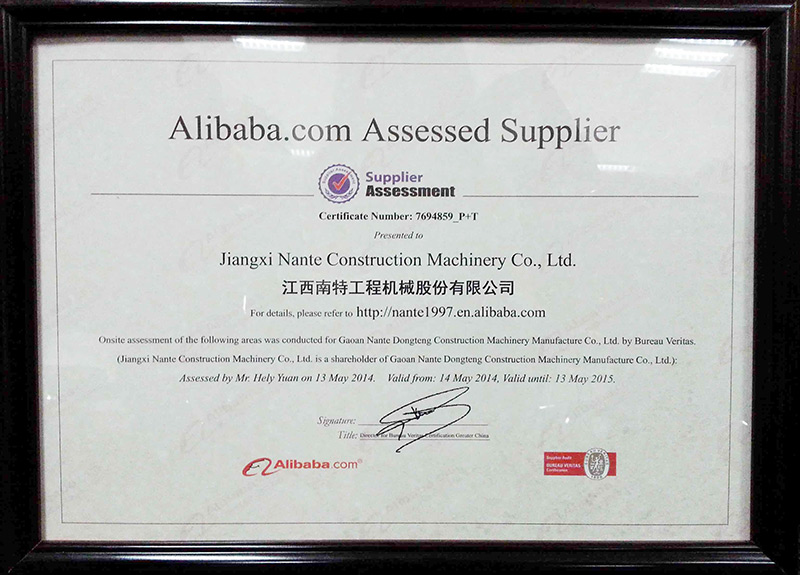 Alibaba.com Assessed Supplier
Supplier
Assessment
Certificate Number: 7694859_P+T
Presented to
Jiangxi Nante Construction Machinery Co., Ltd.
江西南特工程机械股份有限公司
For details, please refer to http://nante1997.en.alibaba.com
Onsite assessment of the following areas was conducted for Gaoan Nante Dongteng Construction Machinery Manufacture Co., Ltd. by Bureau Veritas.
(Jiangxi Nante Construction Machinery Co., Ltd. is a shareholder of Gaoan Nante Dongteng Construction Machinery Manufacture Co., Ltd.):
Assessed by Mr. Hely Yuan on 13 May 2014. Valid from: 14 May 2014, Valid until: 13 May 2015.
Signature:
Title: Director for Bureau Veritas Certification Greater China
Alibaba.com®
Supplier Audit
BUREAU VERITAS
Certification